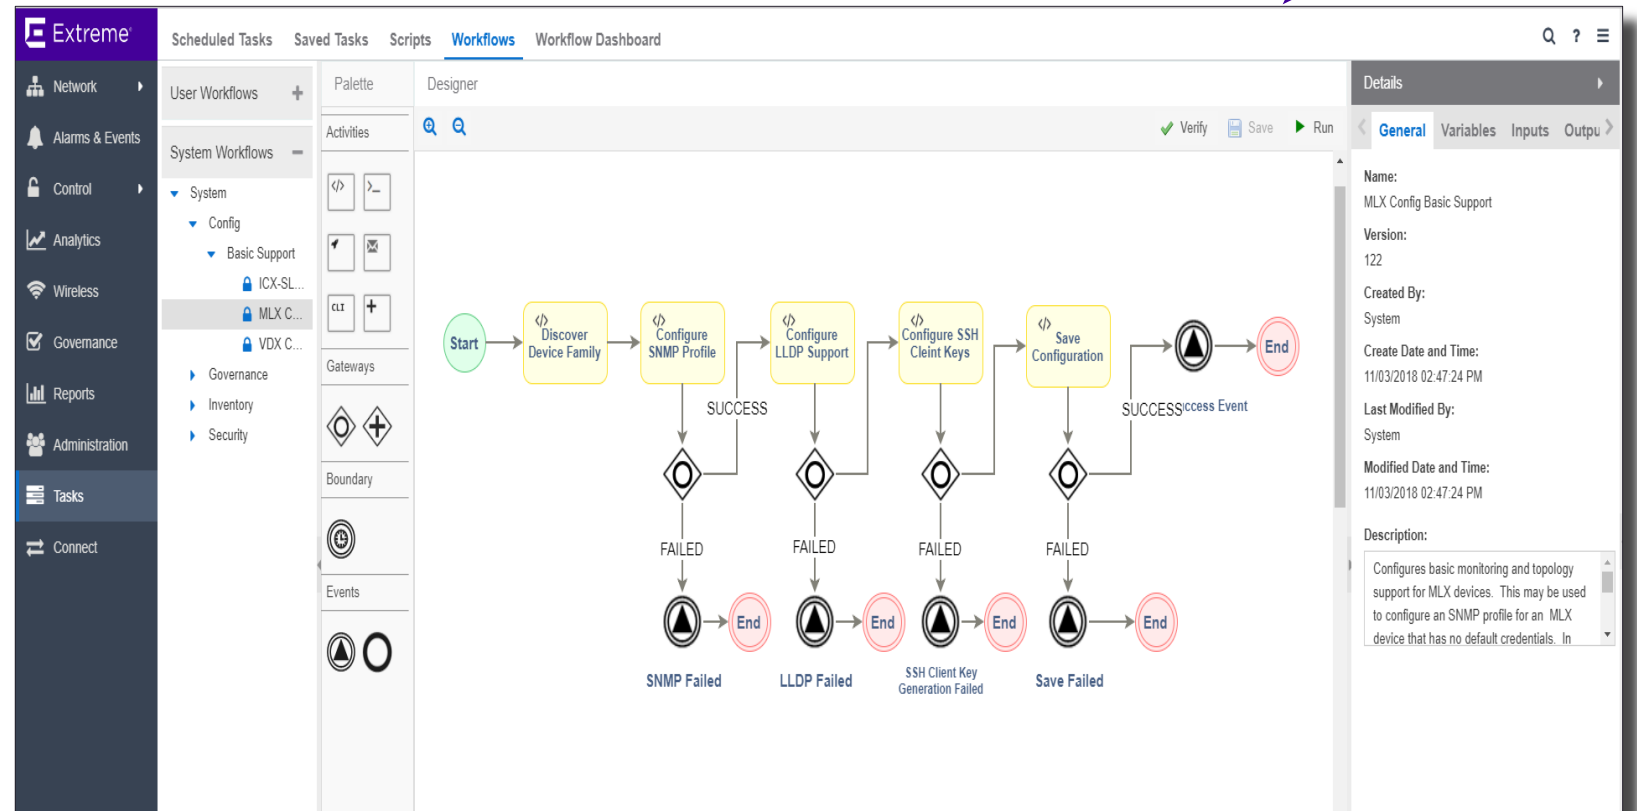 Extreme
Scheduled Tasks
Saved Tasks
Scripts
Workflows
Workflow Dashboard
?
Network
Alarms & Events
Control
Analytics
Wireless
Governance
Reports
Administration
Tasks
Connect
User Workflows
System Workflows
System
Config
Basic Support
ICX-SL...
MLX C...
VDX C...
Governance
Inventory
Security
Palette
Activities
</>
>_
CLI
Gateways
Boundary
Events
Designer
Verify
Save
Run
Start
</>
Discover
Device Family
</>
Configure
SNMP Profile
</>
Configure
LLDP Support
</>
Configure SSH
Cleint Keys
</>
Save
Configuration
End
SUCCESS
SUCCESS
ccess Event
FAILED
FAILED
FAILED
FAILED
End
End
End
End
SNMP Failed
LLDP Failed
SSH Client Key
Generation Failed
Save Failed
Details
General
Variables
Inputs
Outpu
Name:
MLX Config Basic Support
Version:
122
Created By:
System
Create Date and Time:
11/03/2018 02:47:24 PM
Last Modified By:
System
Modified Date and Time:
11/03/2018 02:47:24 PM
Description:
Configures basic monitoring and topology
support for MLX devices. This may be used
to configure an SNMP profile for an MLX
device that has no default credentials. In